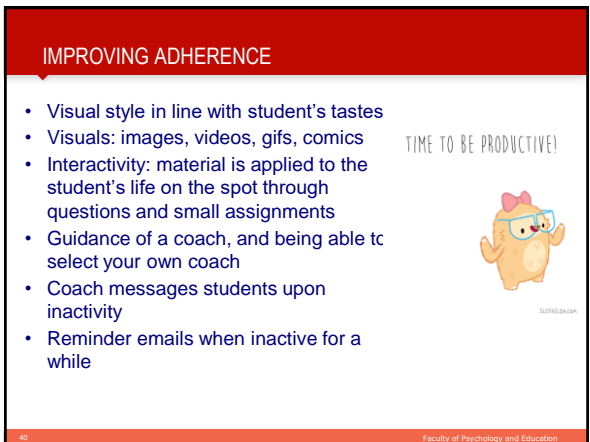 IMPROVING ADHERENCE
• Visual style in line with student's tastes
• Visuals: images, videos, gifs, comics
• Interactivity: material is applied to the
student's life on the spot through
questions and small assignments
• Guidance of a coach, and being able to
select your own coach
• Coach messages students upon
inactivity
• Reminder emails when inactive for a
while
TIME TO BE PRODUCTIVE!
40
Faculty of Psychology and Education